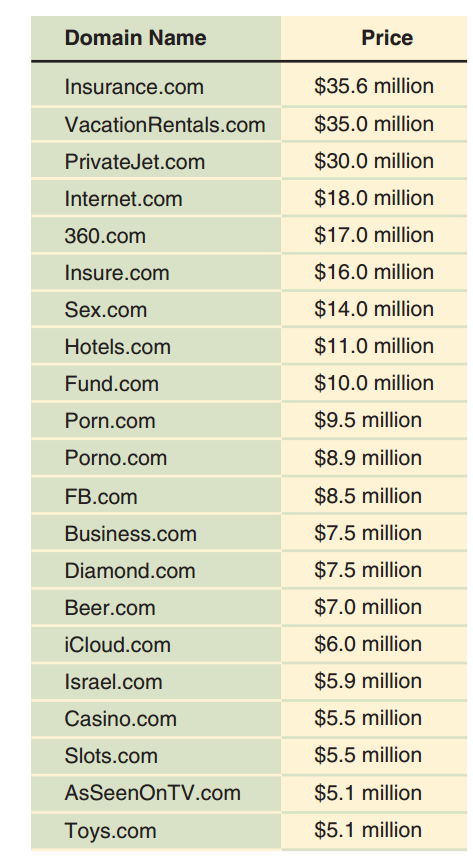 Domain Name Price
Insurance.com $35.6 million
VacationRentals.com $35.0 million
PrivateJet.com $30.0 million
Internet.com $18.0 million
360.com $17.0 million
Insure.com $16.0 million
Sex.com $14.0 million
Hotels.com $11.0 million
Fund.com $10.0 million
Porn.com $9.5 million
Porno.com $8.9 million
FB.com $8.5 million
Business.com $7.5 million
Diamond.com $7.5 million
Beer.com $7.0 million
iCloud.com $6.0 million
Israel.com $5.9 million
Casino.com $5.5 million
Slots.com $5.5 million
AsSeenOnTV.com $5.1 million
Toys.com $5.1 million